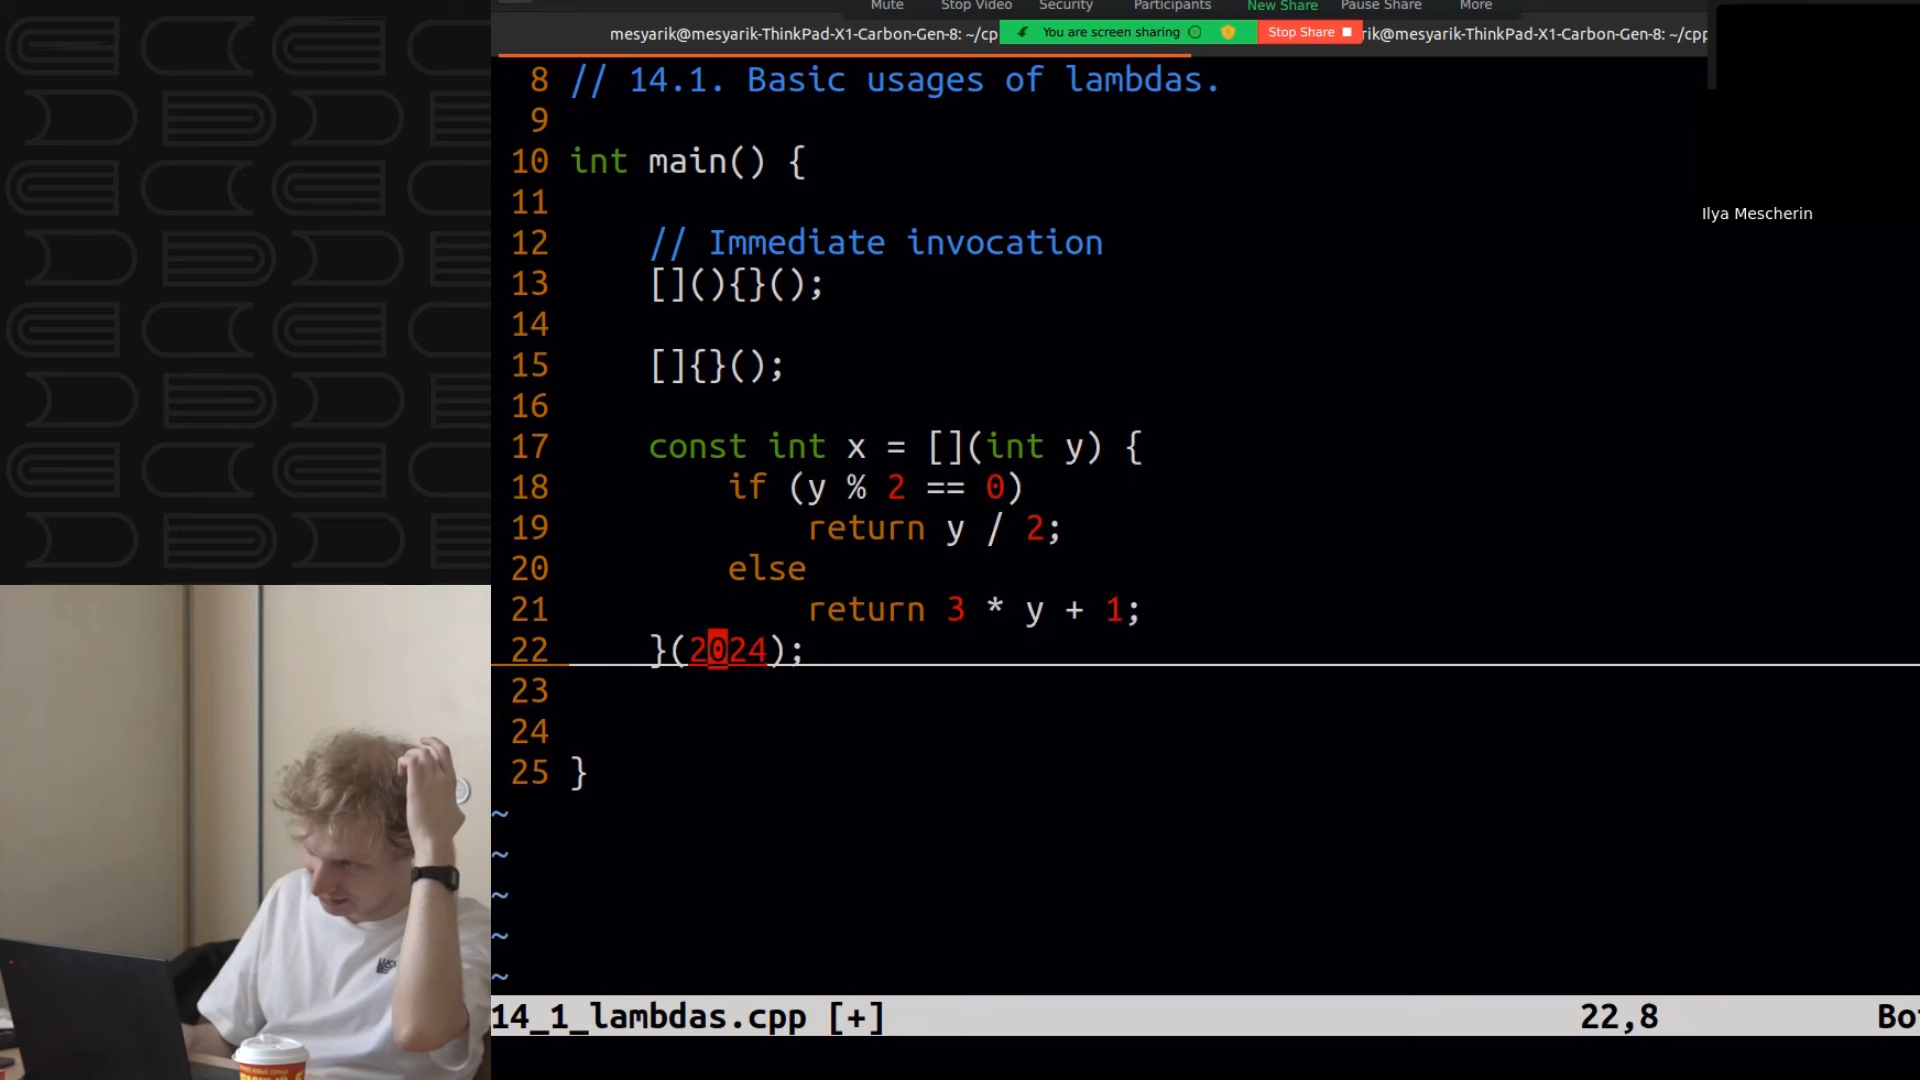 Mute Stop Video Security Participants New Share Pause Share More
mesyarik@mesyarik-ThinkPad-X1-Carbon-Gen-8: ~/cp You are screen sharing Stop Share rik@mesyarik-ThinkPad-X1-Carbon-Gen-8: ~/cpp
Ilya Mescherin
8 // 14.1. Basic usages of lambdas.
9
10 int main() {
11
12 // Immediate invocation
13 [](){}();
14
15 []{}();
16
17 const int x = [](int y) {
18 if (y % 2 == 0)
19 return y / 2;
20 else
21 return 3 * y + 1;
22 }(2024);
23
24
25 }
~
~
~
~
~
14_1_lambdas.cpp [+] 22,8 Bo